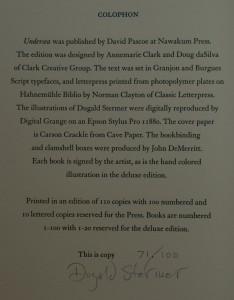 COLOPHON
Undersea was published by David Pascoe at Nawakum Press.
The edition was designed by Annemarie Clark and Doug daSilva
of Clark Creative Group. The text was set in Granjon and Burgues
Script typefaces, and letterpress printed from photopolymer plates on
Hahnemühle Biblio by Norman Clayton of Classic Letterpress.
The illustrations of Dugald Stermer were digitally reproduced by
Digital Grange on an Epson Stylus Pro 11880. The cover paper
is Carson Crackle from Cave Paper. The bookbinding
and clamshell boxes were produced by John DeMerritt.
Each book is signed by the artist, as is the hand colored
illustration in the deluxe edition.
Printed in an edition of 110 copies with 100 numbered and
10 lettered copies reserved for the Press. Books are numbered
1-100 with 1-20 reserved for the deluxe edition.
This is copy 71/100
Dugald Stermer